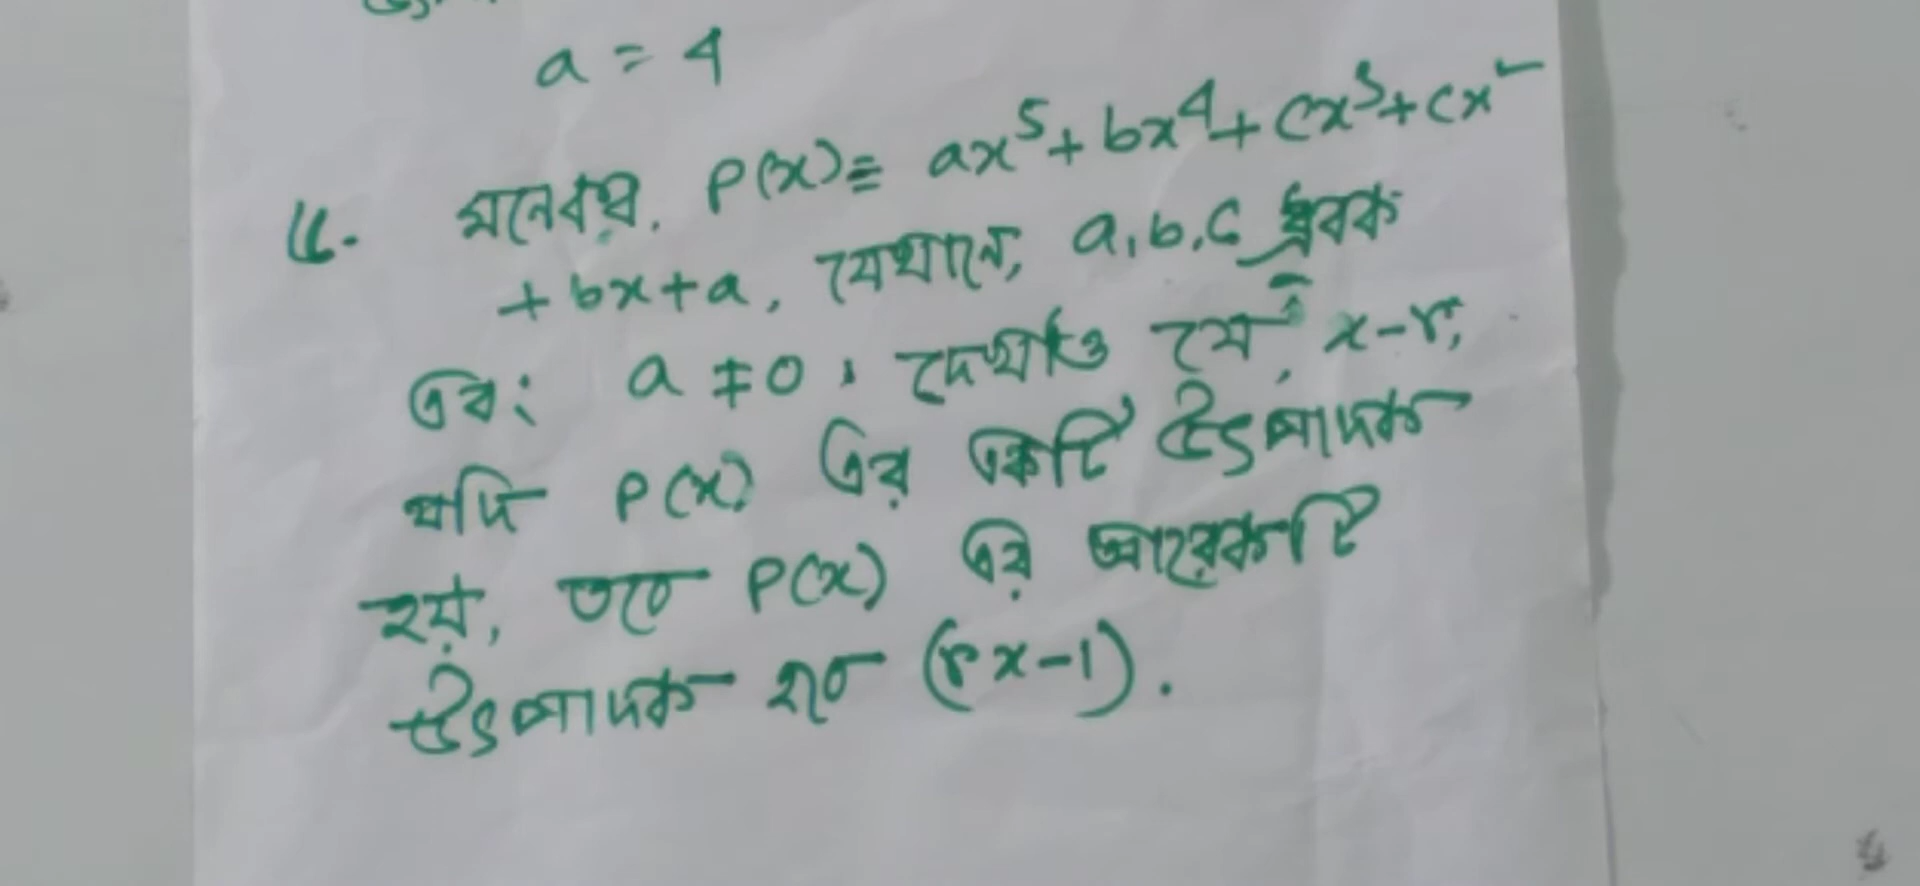 a = 4
৫. মনেকর, P(x) = ax⁵ + bx⁴ + cx³ + cx²
+ bx + a, যেখানে, a, b, c ধ্রুবক
এবং a ≠ 0, দেখাও যে, x - r,
যদি P(x) এর একটি উৎপাদক
হয়, তবে P(x) এর আরেকটি
উৎপাদক হবে (rx - 1).